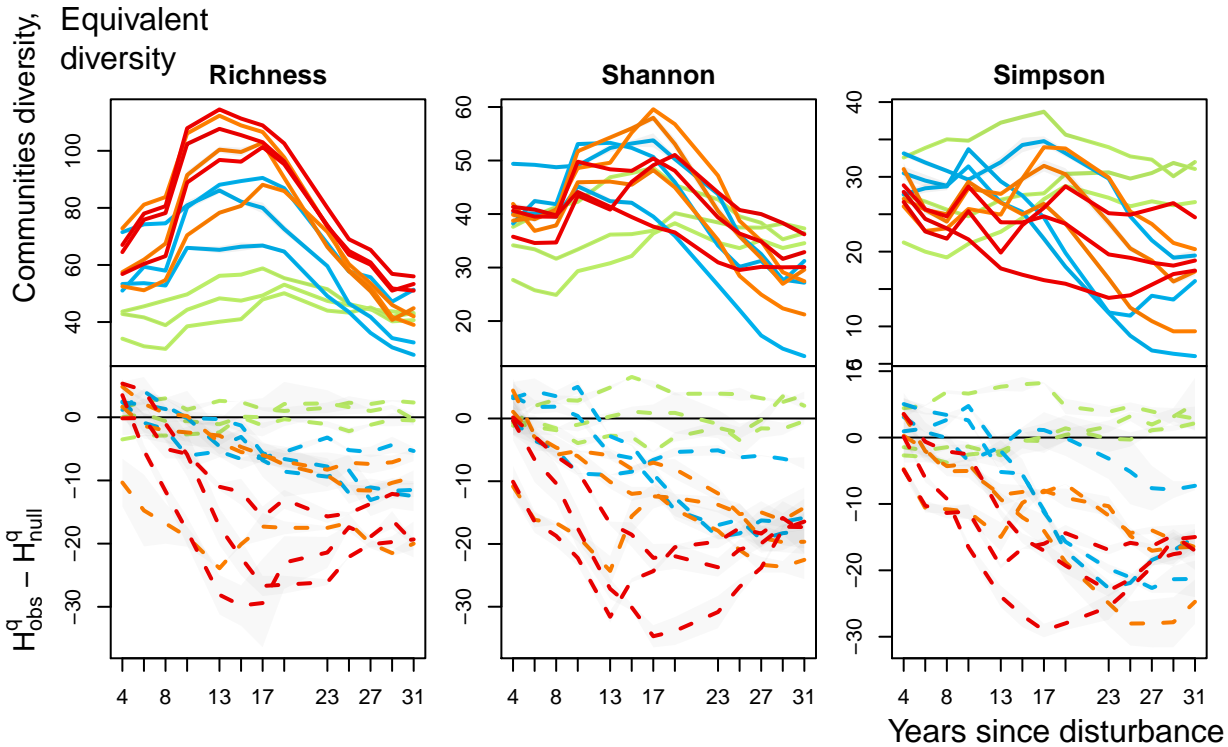 Equivalent
diversity
Communities diversity,
Richness
Shannon
Simpson
100
80
60
40
60
50
40
30
20
40
30
20
10
5
0
−10
−20
−30
0
−10
−20
−30
10
0
−10
−20
−30
H^q_obs − H^q_null
4 8 13 17 23 27 31
4 8 13 17 23 27 31
4 8 13 17 23 27 31
Years since disturbance